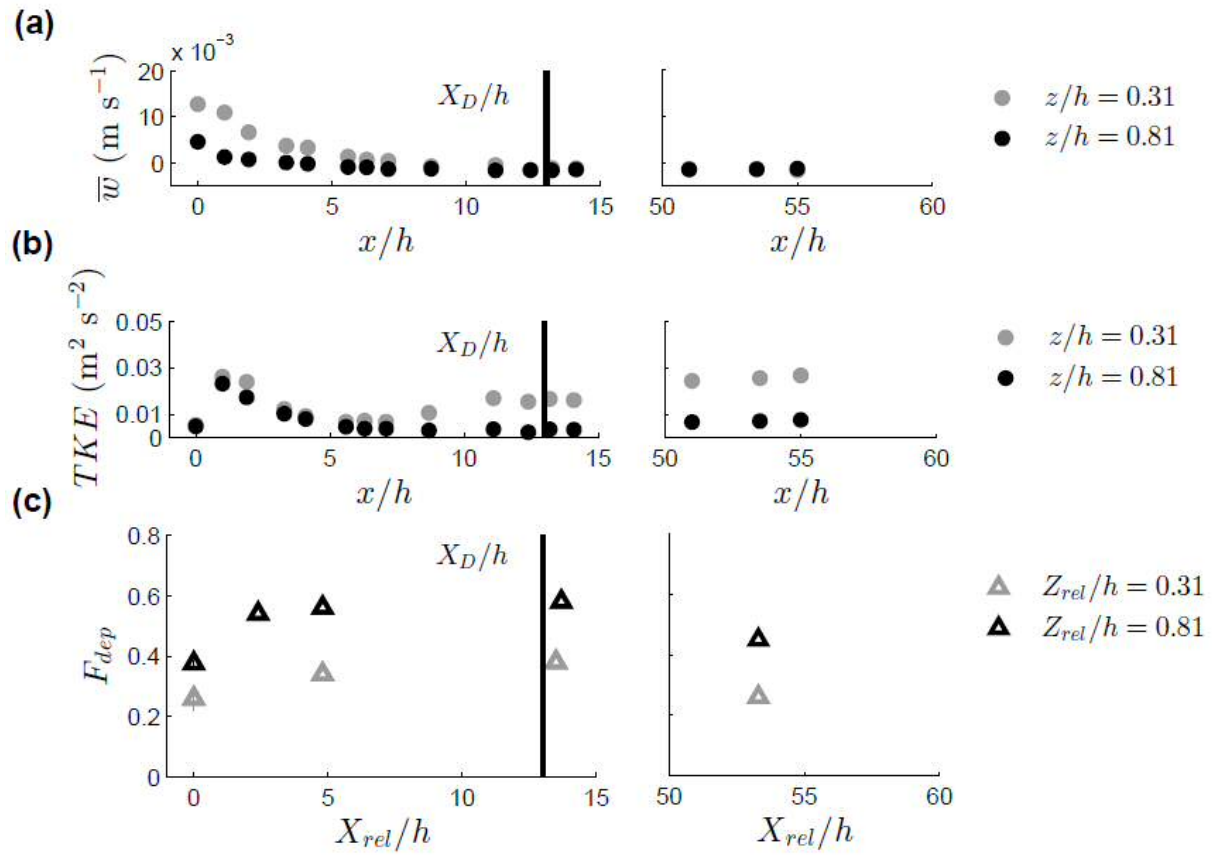 (a)
x 10⁻³
w̅ (m s⁻¹)
20
10
0
X_D/h
0 5 10 15
50 55 60
x/h
x/h
z/h = 0.31
z/h = 0.81
(b)
TKE (m² s⁻²)
0.05
0.03
0.01
0
X_D/h
0 5 10 15
50 55 60
x/h
x/h
z/h = 0.31
z/h = 0.81
(c)
F_dep
0.8
0.6
0.4
0.2
0
X_D/h
0 5 10 15
50 55 60
X_rel/h
X_rel/h
Z_rel/h = 0.31
Z_rel/h = 0.81